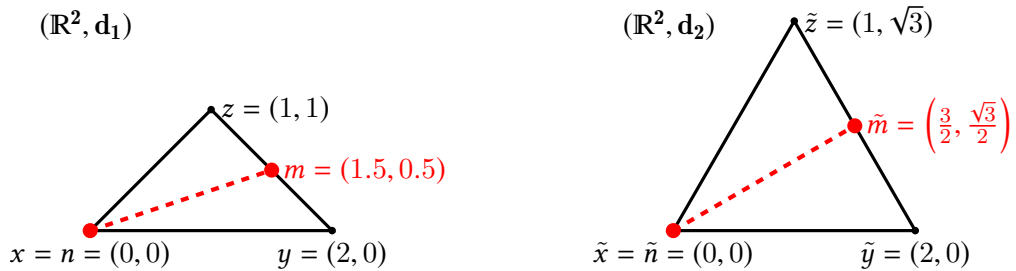 (ℝ², d₁)
z = (1, 1)
m = (1.5, 0.5)
x = n = (0, 0)
y = (2, 0)
(ℝ², d₂)
z̃ = (1, √3)
m̃ = (3/2, √3/2)
x̃ = ñ = (0, 0)
ỹ = (2, 0)